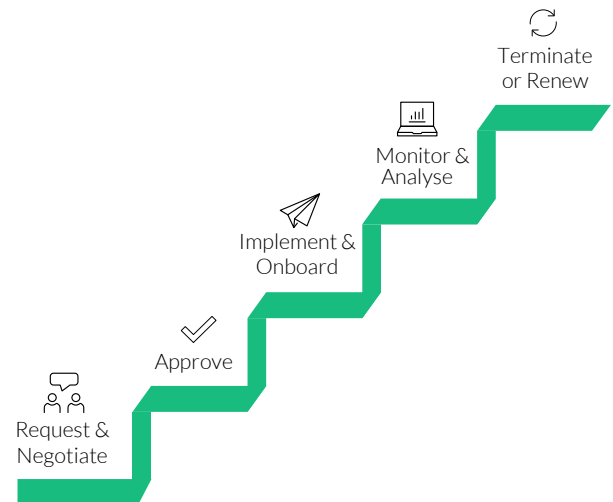 Terminate
or Renew
Monitor &
Analyse
Implement &
Onboard
Approve
Request &
Negotiate